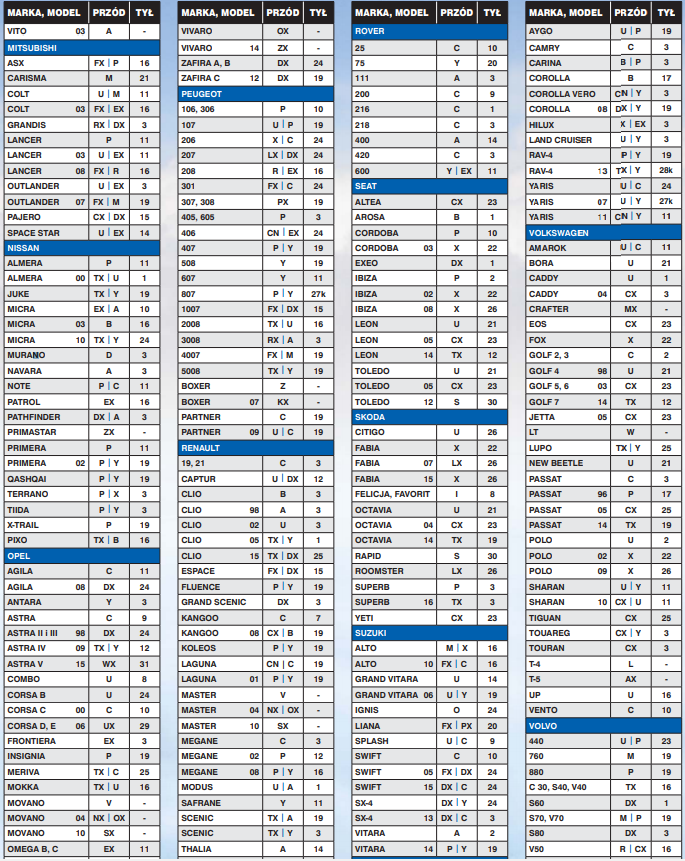 MARKA, MODEL PRZÓD TYŁ
VITO 03 A -
MITSUBISHI
ASX FX | P 16
CARISMA M 21
COLT U | M 11
COLT 03 FX | EX 16
GRANDIS RX | DX 3
LANCER P 11
LANCER 03 U | EX 11
LANCER 08 FX | R 16
OUTLANDER U | EX 3
OUTLANDER 07 FX | M 19
PAJERO CX | DX 15
SPACE STAR U | EX 14
NISSAN
ALMERA P 11
ALMERA 00 TX | U 1
JUKE TX | Y 19
MICRA EX | A 10
MICRA 03 B 16
MICRA 10 TX | Y 24
MURANO D 3
NAVARA A 3
NOTE P | C 11
PATROL EX 16
PATHFINDER DX | A 3
PRIMASTAR ZX -
PRIMERA P 11
PRIMERA 02 P | Y 19
QASHQAI P | Y 19
TERRANO P | X 3
TIIDA P | Y 3
X-TRAIL P 19
PIXO TX | B 16
OPEL
AGILA C 11
AGILA 08 DX 24
ANTARA Y 3
ASTRA C 9
ASTRA II i III 98 DX 24
ASTRA IV 09 TX | Y 12
ASTRA V 15 WX 31
COMBO U 8
CORSA B U 24
CORSA C 00 C 10
CORSA D, E 06 UX 29
FRONTIERA EX 3
INSIGNIA P 19
MERIVA TX | C 25
MOKKA TX | U 16
MOVANO V -
MOVANO 04 NX | OX -
MOVANO 10 SX -
OMEGA B, C EX 11
MARKA, MODEL PRZÓD TYŁ
VIVARO OX -
VIVARO 14 ZX -
ZAFIRA A, B DX 24
ZAFIRA C 12 DX 19
PEUGEOT
106, 306 P 10
107 U | P 19
206 X | C 24
207 LX | DX 24
208 R | EX 16
301 FX | C 24
307, 308 PX 19
405, 605 P 3
406 CN | EX 24
407 P | Y 19
508 Y 19
607 Y 11
807 P | Y 27k
1007 FX | DX 15
2008 TX | U 16
3008 RX | A 3
4007 FX | M 19
5008 TX | Y 19
BOXER Z -
BOXER 07 KX -
PARTNER C 19
PARTNER 09 U | C 19
RENAULT
19, 21 C 3
CAPTUR U | DX 12
CLIO B 3
CLIO 98 A 3
CLIO 02 U 3
CLIO 05 TX | Y 1
CLIO 15 TX | DX 25
ESPACE FX | DX 15
FLUENCE P | Y 19
GRAND SCENIC DX 3
KANGOO C 7
KANGOO 08 CX | B 19
KOLEOS P | Y 19
LAGUNA CN | C 19
LAGUNA 01 P | Y 19
MASTER V -
MASTER 04 NX | OX -
MASTER 10 SX -
MEGANE C 3
MEGANE 02 P 12
MEGANE 08 P | Y 16
MODUS U | A 1
SAFRANE Y 11
SCENIC TX | A 19
SCENIC TX | Y 3
THALIA A 14
MARKA, MODEL PRZÓD TYŁ
ROVER
25 C 10
75 Y 20
111 A 3
200 C 9
216 C 1
218 C 3
400 A 14
420 C 3
600 Y | EX 11
SEAT
ALTEA CX 23
AROSA B 1
CORDOBA P 10
CORDOBA 03 X 22
EXEO DX 1
IBIZA P 2
IBIZA 02 X 22
IBIZA 08 X 26
LEON U 21
LEON 05 CX 23
LEON 14 TX 12
TOLEDO U 21
TOLEDO 05 CX 23
TOLEDO 12 S 30
SKODA
CITIGO U 26
FABIA X 22
FABIA 07 LX 26
FABIA 15 X 26
FELICJA, FAVORIT I 8
OCTAVIA U 21
OCTAVIA 04 CX 23
OCTAVIA 14 TX 19
RAPID S 30
ROOMSTER LX 26
SUPERB P 3
SUPERB 16 TX 3
YETI CX 23
SUZUKI
ALTO M | X 16
ALTO 10 FX | C 16
GRAND VITARA U 14
GRAND VITARA 06 U | Y 19
IGNIS O 24
LIANA FX | PX 20
SPLASH U | C 9
SWIFT C 10
SWIFT 05 FX | DX 24
SWIFT 15 DX | C 24
SX-4 DX | Y 24
SX-4 13 DX | C 3
VITARA A 2
VITARA 14 P | Y 19
MARKA, MODEL PRZÓD TYŁ
AYGO U | P 19
CAMRY C 3
CARINA B | P 3
COROLLA B 17
COROLLA VERO CN | Y 3
COROLLA 08 DX | Y 19
HILUX X | EX 3
LAND CRUISER U | Y 3
RAV-4 P | Y 19
RAV-4 13 TX | Y 28k
YARIS U | C 24
YARIS 07 U | Y 27k
YARIS 11 CN | Y 11
VOLKSWAGEN
AMAROK U | C 11
BORA U 21
CADDY U 1
CADDY 04 CX 3
CRAFTER MX -
EOS CX 23
FOX X 22
GOLF 2, 3 C 2
GOLF 4 98 U 21
GOLF 5, 6 03 CX 23
GOLF 7 14 TX 12
JETTA 05 CX 23
LT W -
LUPO TX | Y 25
NEW BEETLE U 21
PASSAT C 3
PASSAT 96 P 17
PASSAT 05 CX 25
PASSAT 14 TX 19
POLO U 2
POLO 02 X 22
POLO 09 X 26
SHARAN U | Y 11
SHARAN 10 CX | U 11
TIGUAN CX 25
TOUAREG CX | Y 3
TOURAN CX 3
T-4 L -
T-5 AX -
UP U 16
VENTO C 10
VOLVO
440 U | P 23
760 M 19
880 P 19
C 30, S40, V40 TX 16
S60 DX 1
S70, V70 M | P 19
S80 DX 3
V50 R | CX 16